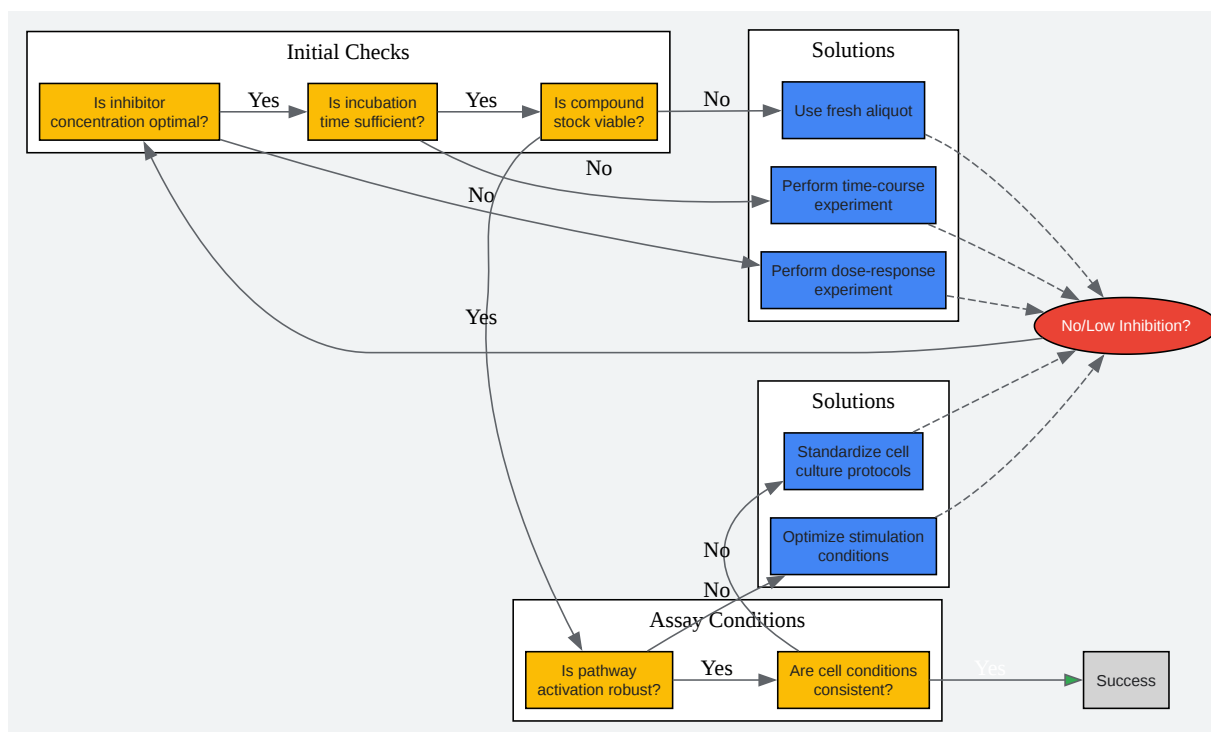 Initial Checks
Is inhibitor
concentration optimal?
Yes
Is incubation
time sufficient?
Yes
Is compound
stock viable?
No
Solutions
Use fresh aliquot
No
Perform time-course
experiment
No
Perform dose-response
experiment
Yes
No/Low Inhibition?
Solutions
Standardize cell
culture protocols
Optimize stimulation
conditions
No
No
Assay Conditions
Is pathway
activation robust?
Yes
Are cell conditions
consistent?
Yes
Success